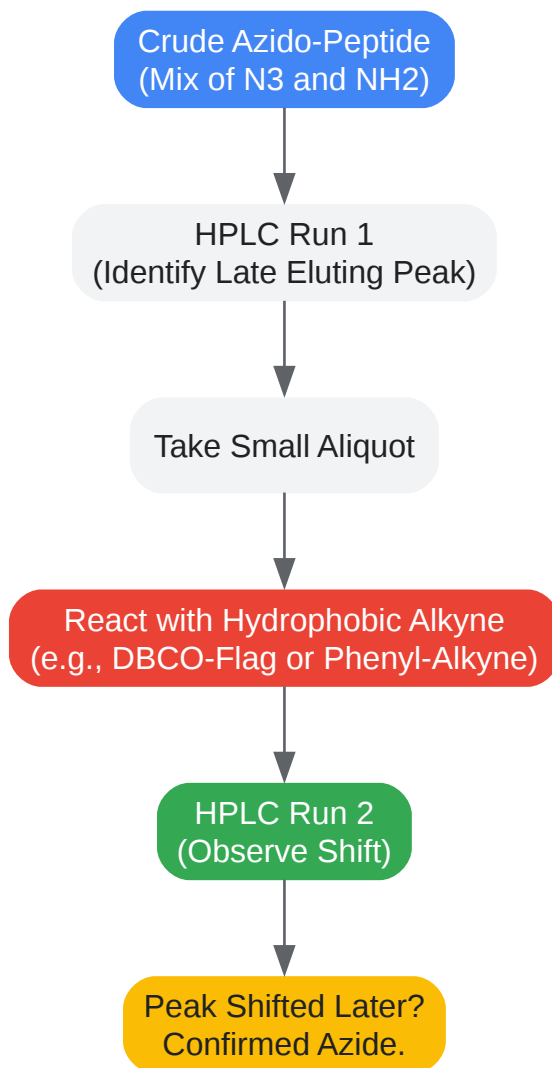 Crude Azido-Peptide
(Mix of N3 and NH2)
HPLC Run 1
(Identify Late Eluting Peak)
Take Small Aliquot
React with Hydrophobic Alkyne
(e.g., DBCO-Flag or Phenyl-Alkyne)
HPLC Run 2
(Observe Shift)
Peak Shifted Later?
Confirmed Azide.